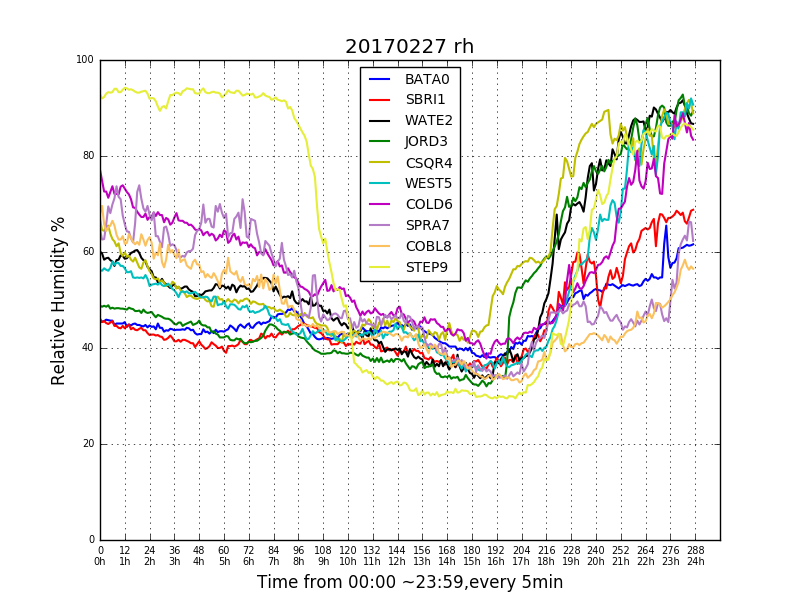 20170227 rh
100
80
60
40
20
0
Relative Humidity %
BATA0
SBRI1
WATE2
JORD3
CSQR4
WEST5
COLD6
SPRA7
COBL8
STEP9
0 12 24 36 48 60 72 84 96 108 120 132 144 156 168 180 192 204 216 228 240 252 264 276 288
0h 1h 2h 3h 4h 5h 6h 7h 8h 9h 10h 11h 12h 13h 14h 15h 16h 17h 18h 19h 20h 21h 22h 23h 24h
Time from 00:00 ~23:59,every 5min